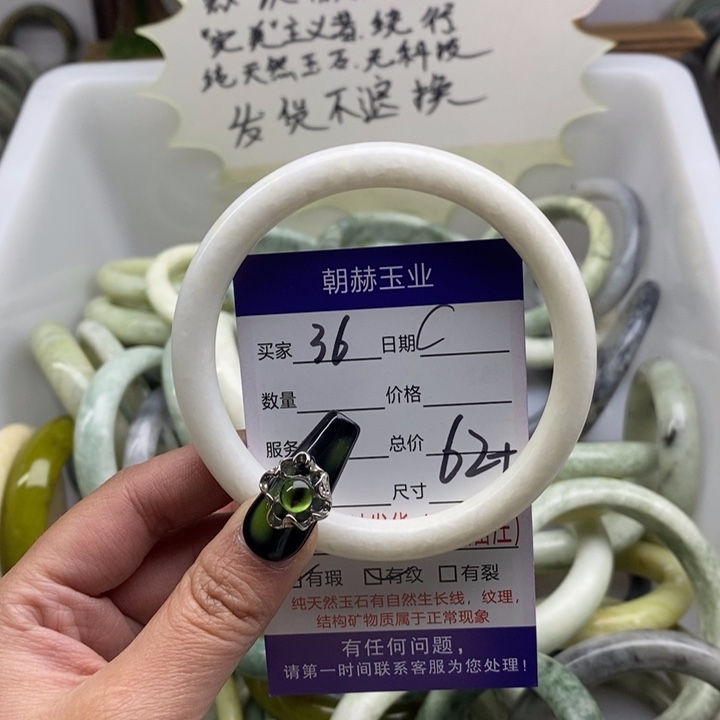 "完美"主义者.绕行
纯天然玉石.无科技
发货不退换
朝赫玉业
买家 36 日期 C
数量 价格
服务 总价 62+
尺寸
有瑕 有纹 有裂
纯天然玉石有自然生长线，纹理，
结构矿物质属于正常现象
有任何问题，
请第一时间联系客服为您处理！